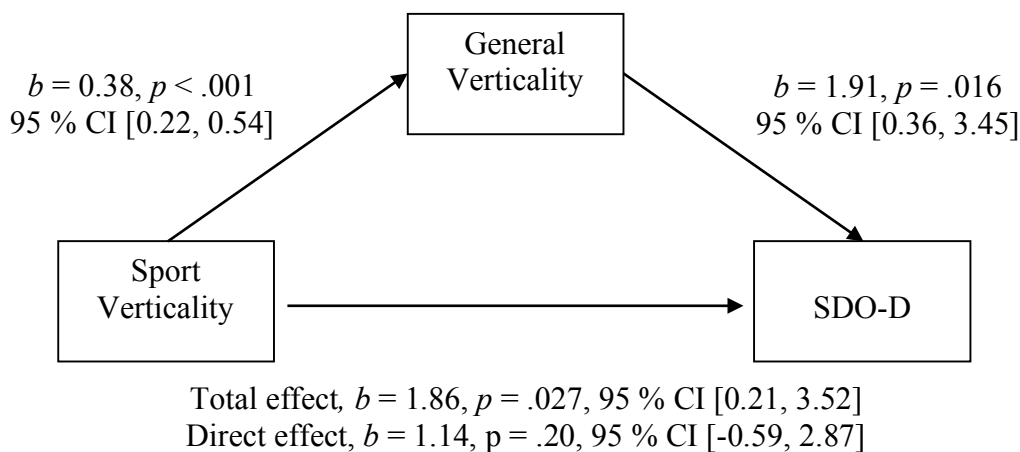 General
Verticality
b = 0.38, p < .001
95 % CI [0.22, 0.54]
b = 1.91, p = .016
95 % CI [0.36, 3.45]
Sport
Verticality
SDO-D
Total effect, b = 1.86, p = .027, 95 % CI [0.21, 3.52]
Direct effect, b = 1.14, p = .20, 95 % CI [-0.59, 2.87]